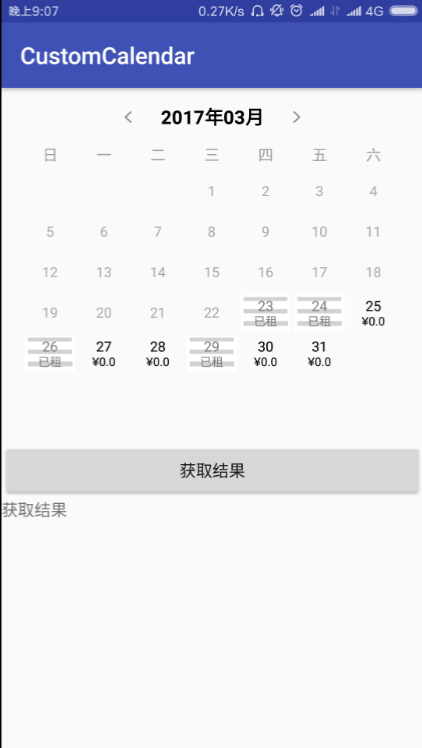 晚上9:07 0.27K/s 4G
CustomCalendar
2017年03月
日 一 二 三 四 五 六
1 2 3 4
5 6 7 8 9 10 11
12 13 14 15 16 17 18
19 20 21 22 23 24 25
已租 已租 ¥0.0
26 27 28 29 30 31
已租 ¥0.0 ¥0.0 已租 ¥0.0 ¥0.0
获取结果
获取结果